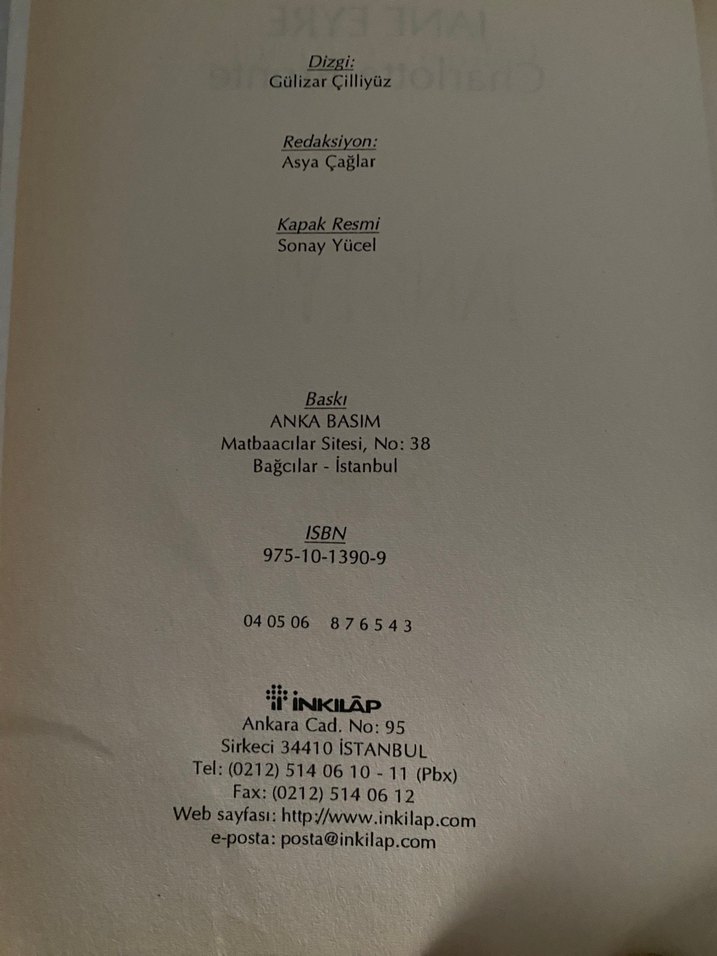 JANE EYRE
Dizgi:
Gülizar Çilliyüz
Redaksiyon:
Asya Çağlar
Kapak Resmi
Sonay Yücel
Baskı
ANKA BASIM
Matbaacılar Sitesi, No: 38
Bağcılar - İstanbul
ISBN
975-10-1390-9
04 05 06 8 7 6 5 4 3
İNKILÂP
Ankara Cad. No: 95
Sirkeci 34410 İSTANBUL
Tel: (0212) 514 06 10 - 11 (Pbx)
Fax: (0212) 514 06 12
Web sayfası: http://www.inkilap.com
e-posta: posta@inkilap.com